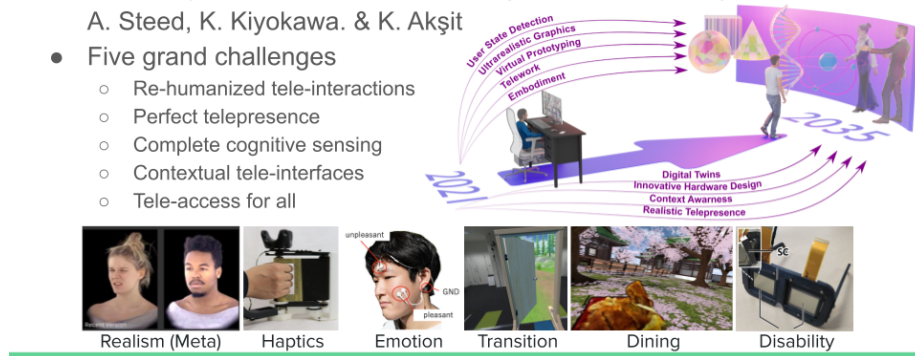 A. Steed, K. Kiyokawa. & K. Akşit
● Five grand challenges
○ Re-humanized tele-interactions
○ Perfect telepresence
○ Complete cognitive sensing
○ Contextual tele-interfaces
○ Tele-access for all
User State Detection
Ultrarealistic Graphics
Virtual Prototyping
Telework
Embodiment
2021
2035
Digital Twins
Innovative Hardware Design
Context Awarness
Realistic Telepresence
unpleasant
GND
pleasant
SC
Realism (Meta)
Haptics
Emotion
Transition
Dining
Disability